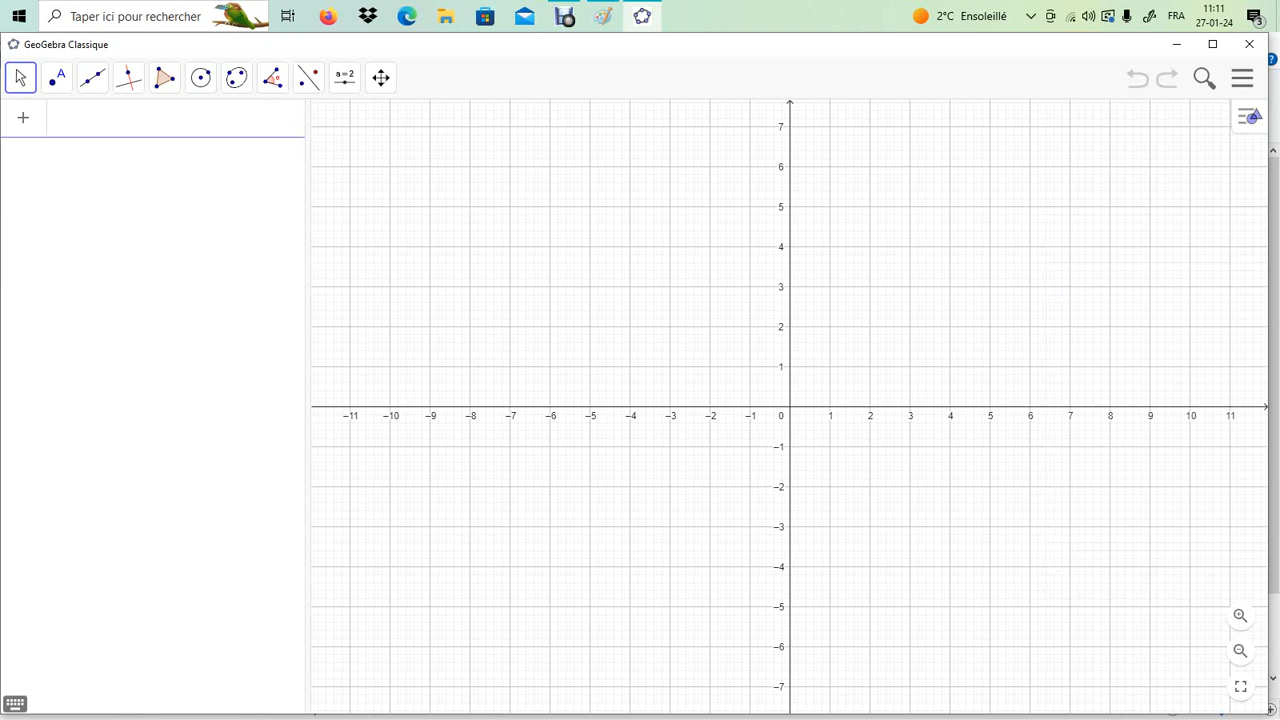 Taper ici pour rechercher
2°C Ensoleillé
FRA
11:11
27-01-24
3
GeoGebra Classique
A
a=2
7
6
5
4
3
2
1
–11 –10 –9 –8 –7 –6 –5 –4 –3 –2 –1 0 1 2 3 4 5 6 7 8 9 10 11
–1
–2
–3
–4
–5
–6
–7